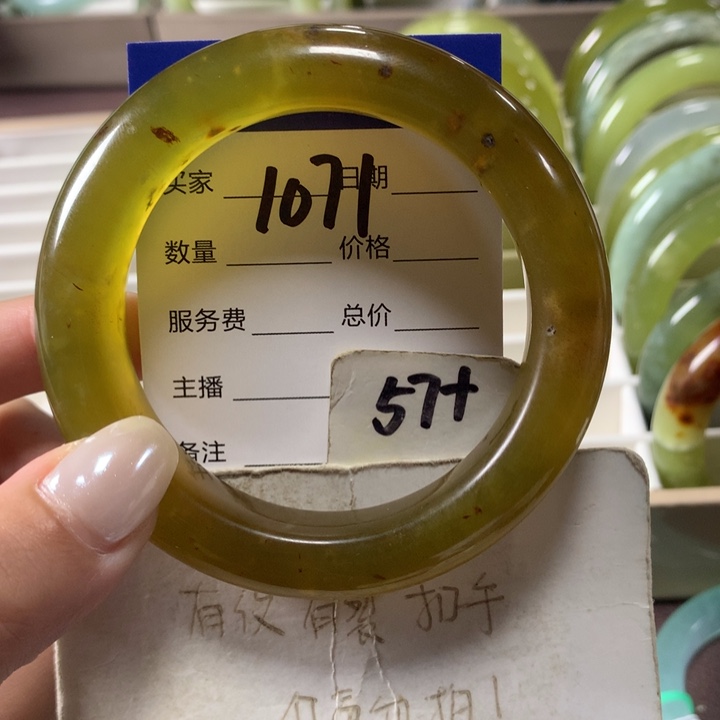 1071
买家 日期
数量 价格
服务费 总价
主播
57+
备注
有纹 有裂 扣手